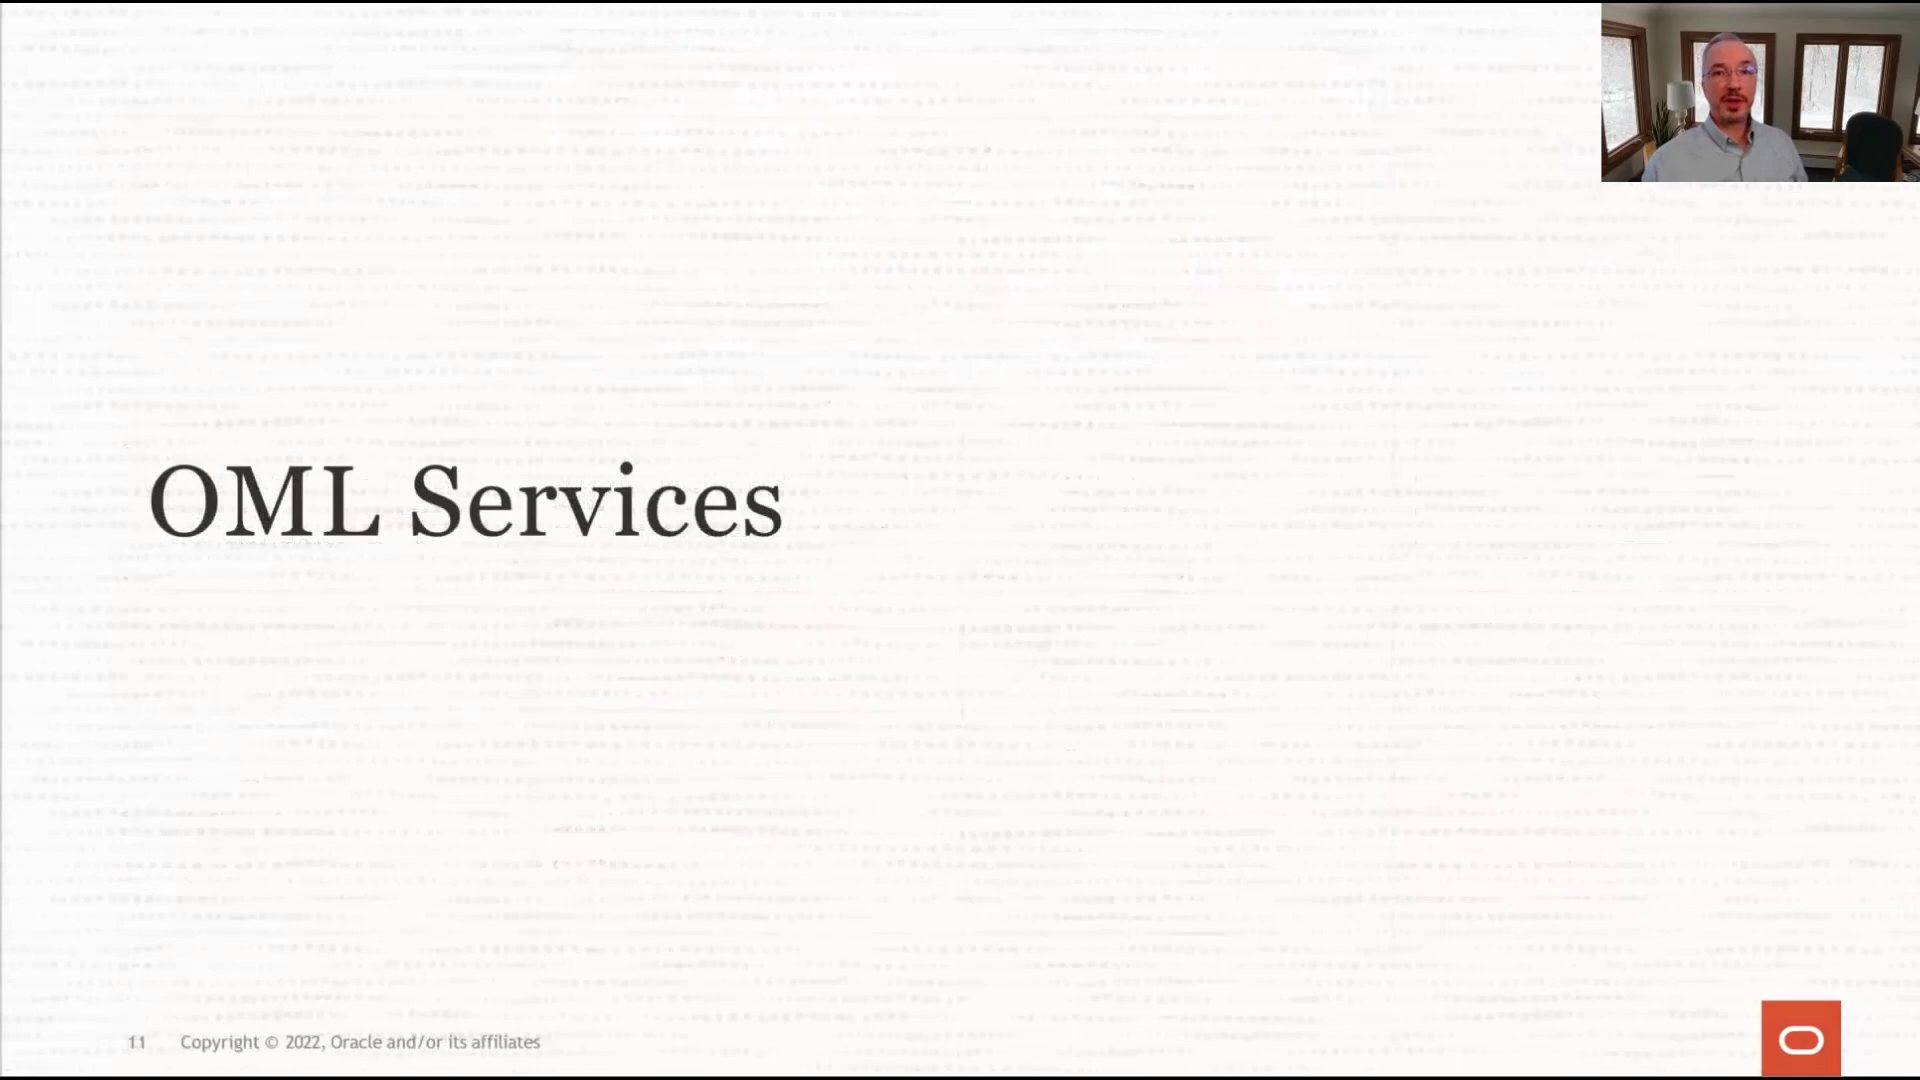 OML Services
11 Copyright © 2022, Oracle and/or its affiliates